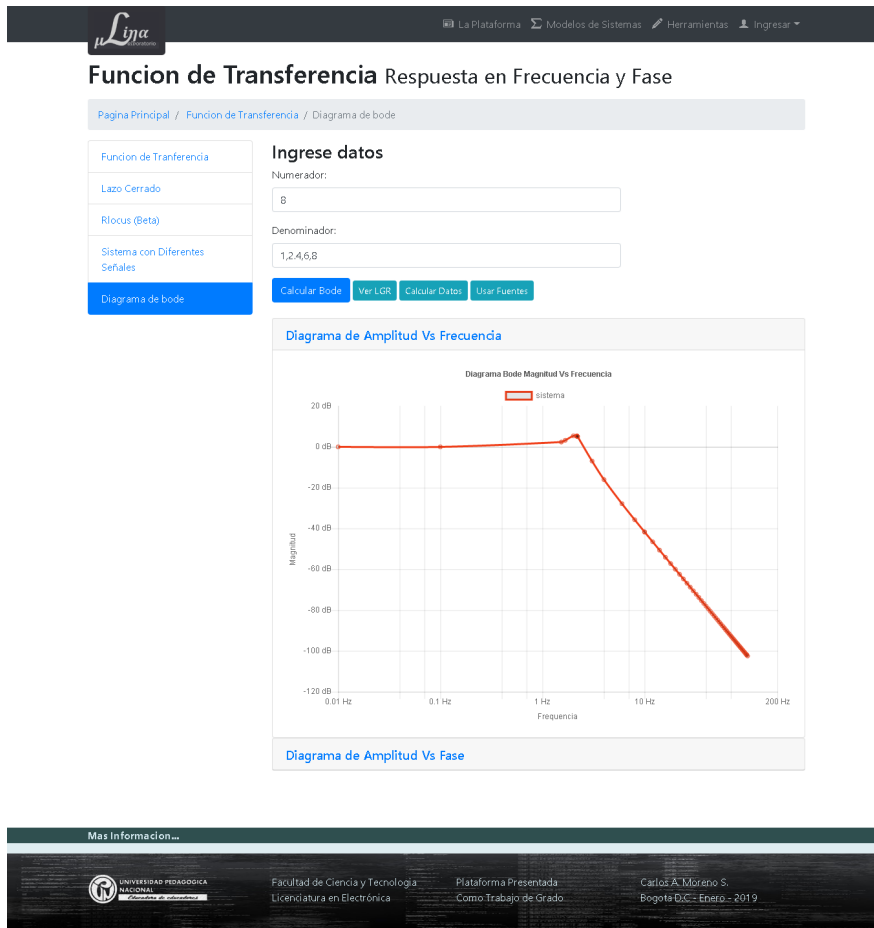 μLina
Laboratorio
La Plataforma Σ Modelos de Sistemas Herramientas Ingresar
Funcion de Transferencia Respuesta en Frecuencia y Fase
Pagina Principal / Funcion de Transferencia / Diagrama de bode
Funcion de Tranferencia
Lazo Cerrado
Rlocus (Beta)
Sistema con Diferentes
Señales
Diagrama de bode
Ingrese datos
Numerador:
8
Denominador:
1,2.4,6,8
Calcular Bode Ver LGR Calcular Datos Usar Fuentes
Diagrama de Amplitud Vs Frecuencia
Diagrama Bode Magnitud Vs Frecuencia
sistema
20 dB
0 dB
-20 dB
-40 dB
-60 dB
-80 dB
-100 dB
-120 dB
Magnitud
0.01 Hz 0.1 Hz 1 Hz 10 Hz 200 Hz
Frequencia
Diagrama de Amplitud Vs Fase
Mas Informacion...
UNIVERSIDAD PEDAGOGICA
NACIONAL
Educadora de educadores
Facultad de Ciencia y Tecnologia
Licenciatura en Electrónica
Plataforma Presentada
Como Trabajo de Grado
Carlos A. Moreno S.
Bogota D.C - Enero - 2019